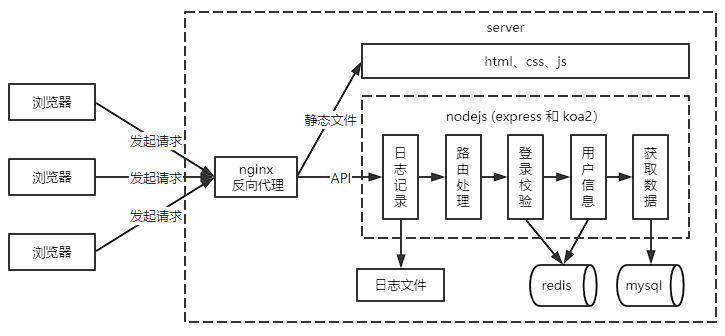 server
html、css、js
浏览器
发起请求
静态文件
nodejs (express 和 koa2)
浏览器
发起请求
nginx
反向代理
API
日志记录
路由处理
登录校验
用户信息
获取数据
浏览器
发起请求
日志文件
redis
mysql